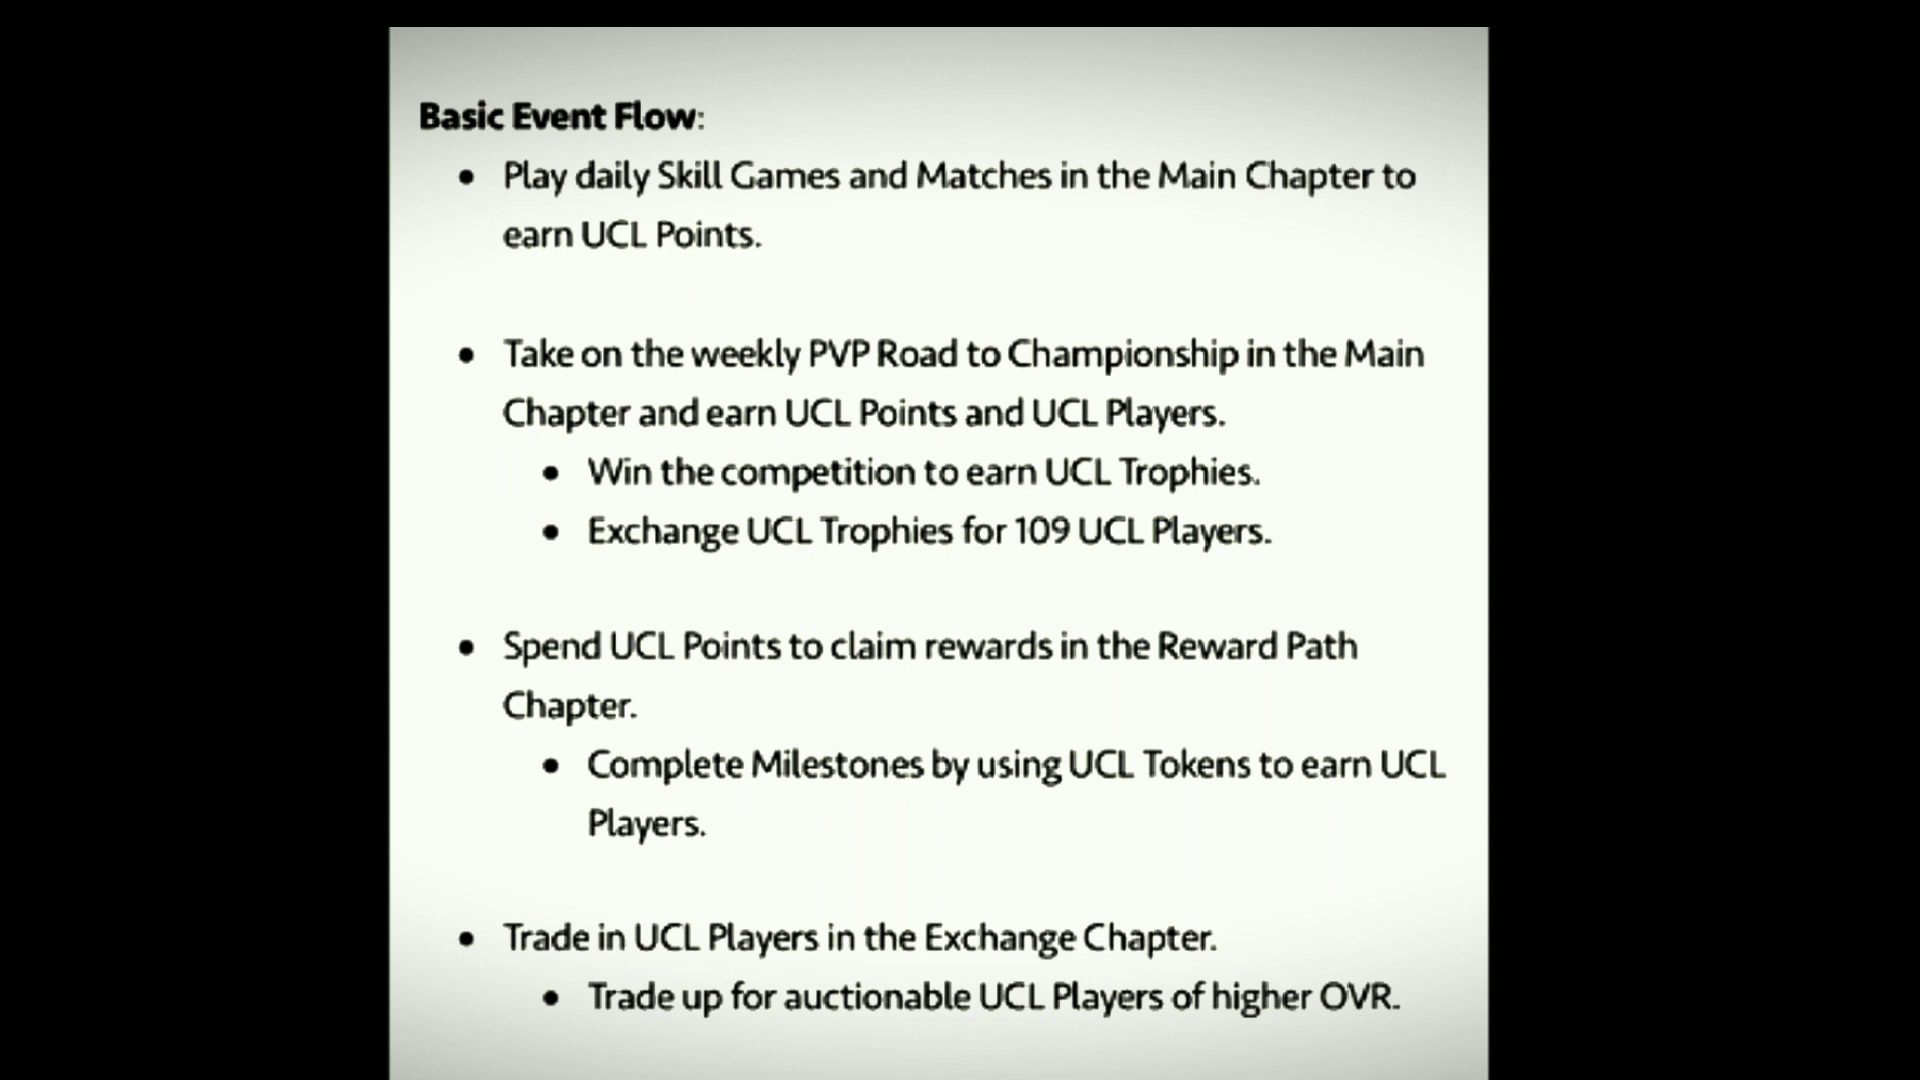 Basic Event Flow:
• Play daily Skill Games and Matches in the Main Chapter to
earn UCL Points.
• Take on the weekly PVP Road to Championship in the Main
Chapter and earn UCL Points and UCL Players.
• Win the competition to earn UCL Trophies.
• Exchange UCL Trophies for 109 UCL Players.
• Spend UCL Points to claim rewards in the Reward Path
Chapter.
• Complete Milestones by using UCL Tokens to earn UCL
Players.
• Trade in UCL Players in the Exchange Chapter.
• Trade up for auctionable UCL Players of higher OVR.